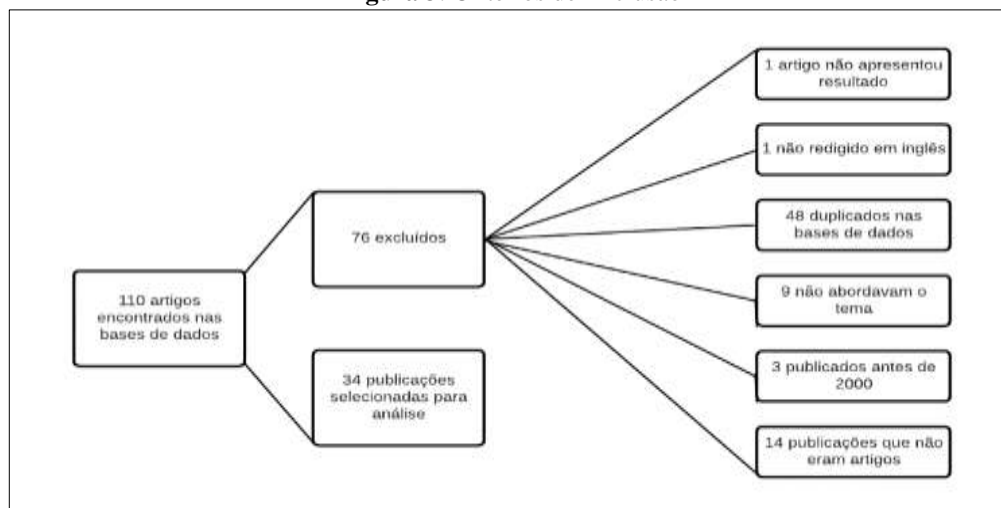 110 artigos
encontrados nas
bases de dados
76 excluídos
34 publicações
selecionadas para
análise
1 artigo não apresentou
resultado
1 não redigido em inglês
48 duplicados nas
bases de dados
9 não abordavam o
tema
3 publicados antes de
2000
14 publicações que não
eram artigos